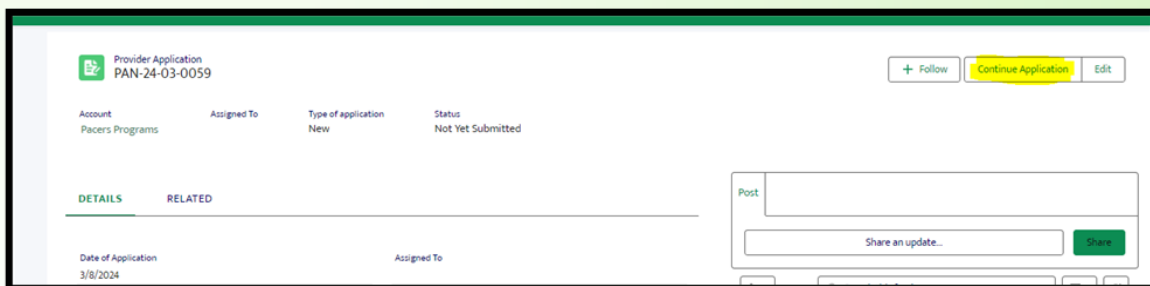 Provider Application
PAN-24-03-0059
+ Follow
Continue Application
Edit
Account
Assigned To
Type of application
Status
Pacers Programs
New
Not Yet Submitted
DETAILS
RELATED
Post
Share an update...
Share
Date of Application
Assigned To
3/8/2024